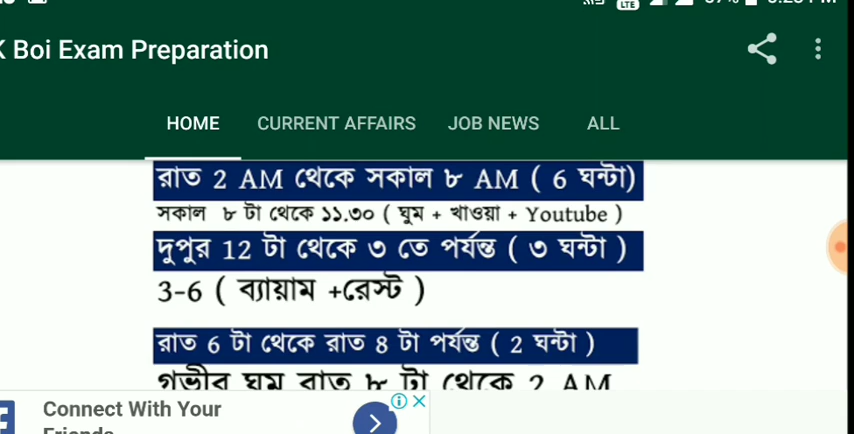 Boi Exam Preparation
HOME CURRENT AFFAIRS JOB NEWS ALL
রাত 2 AM থেকে সকাল ৮ AM ( 6 ঘন্টা)
সকাল ৮ টা থেকে ১১.৩০ ( ঘুম + খাওয়া + Youtube )
দুপুর 12 টা থেকে ৩ তে পর্যন্ত ( ৩ ঘন্টা )
3-6 ( ব্যায়াম +রেস্ট )
রাত 6 টা থেকে রাত 8 টা পর্যন্ত ( 2 ঘন্টা )
গভীর ঘুম রাত ৮ টা থেকে 2 AM
Connect With Your
Friends